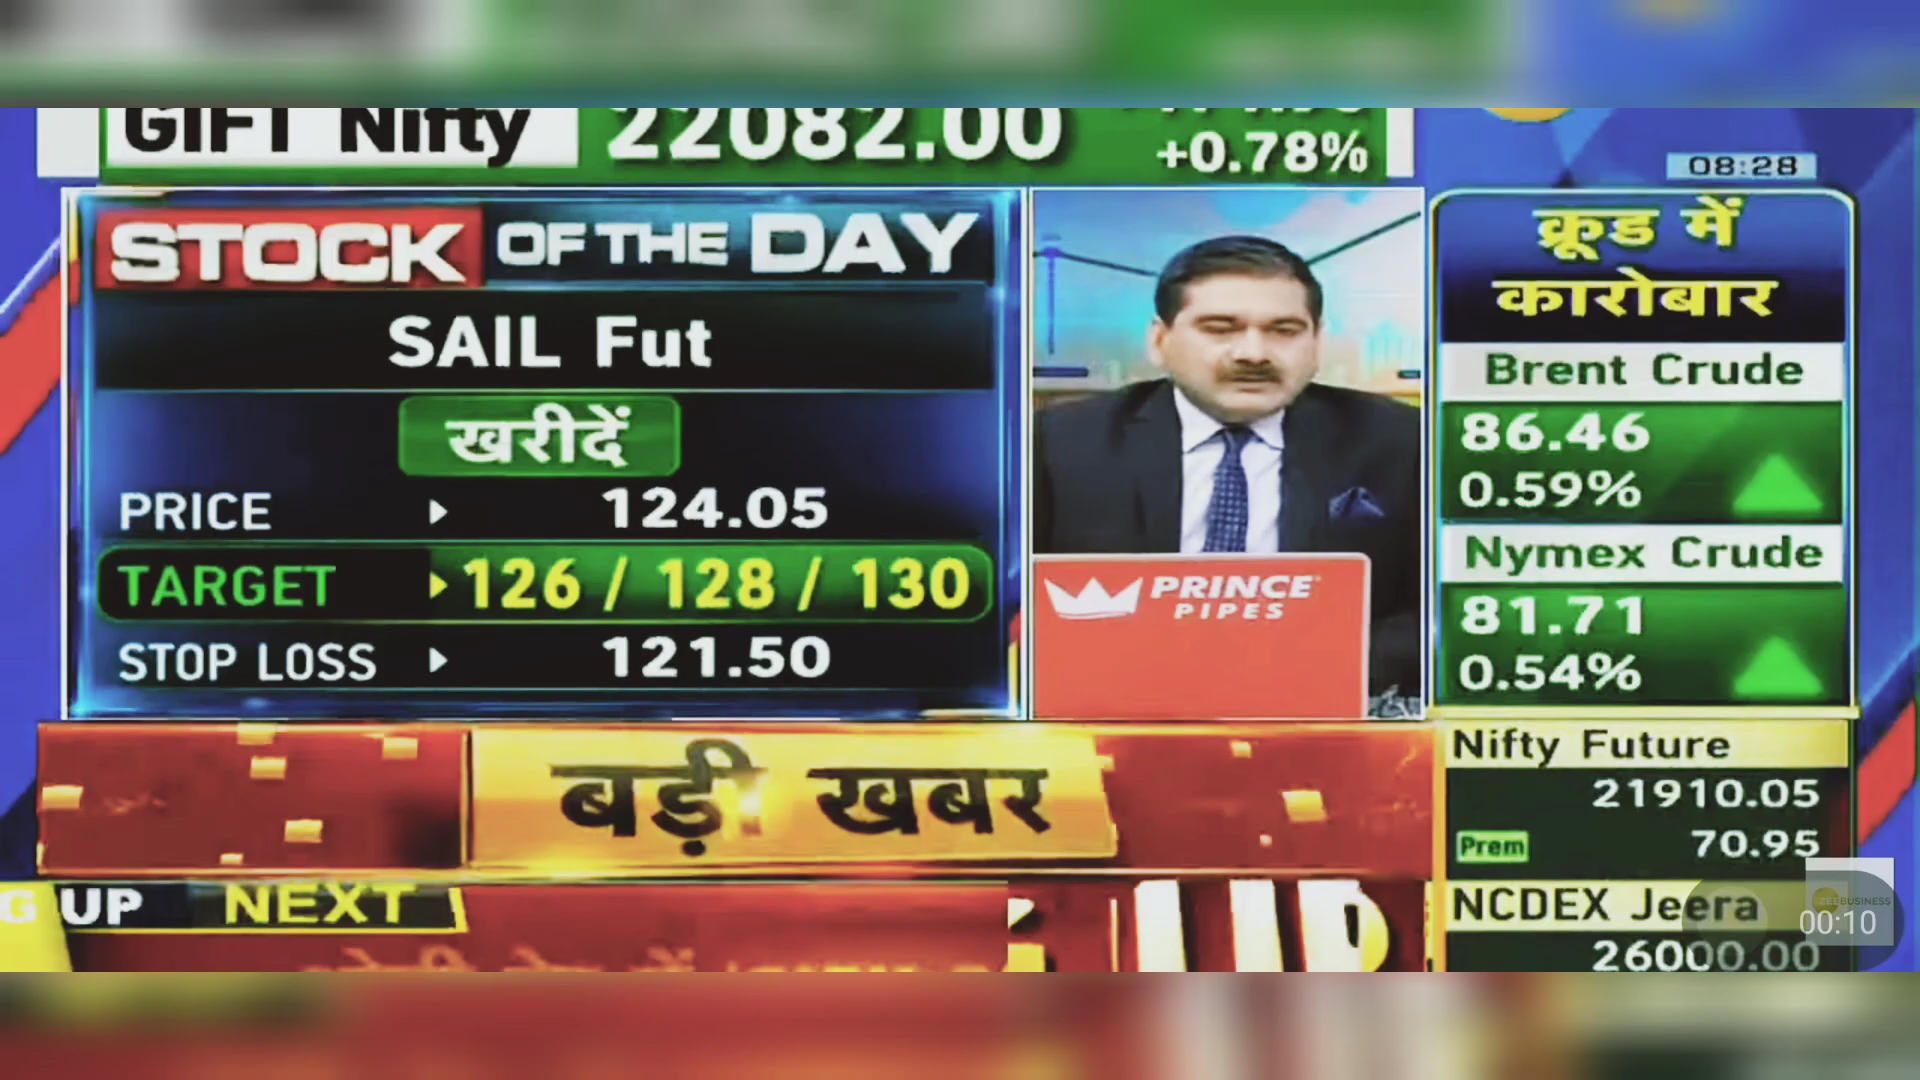 GIFT Nifty 22082.00
+0.78%
08:28
STOCK OF THE DAY
SAIL Fut
खरीदें
PRICE 124.05
TARGET 126 / 128 / 130
STOP LOSS 121.50
PRINCE
PIPES
क्रूड में
कारोबार
Brent Crude
86.46
0.59%
Nymex Crude
81.71
0.54%
Nifty Future
21910.05
Prem 70.95
NCDEX Jeera
26000.00
बड़ी खबर
G UP NEXT
ZEEBUSINESS
00:10